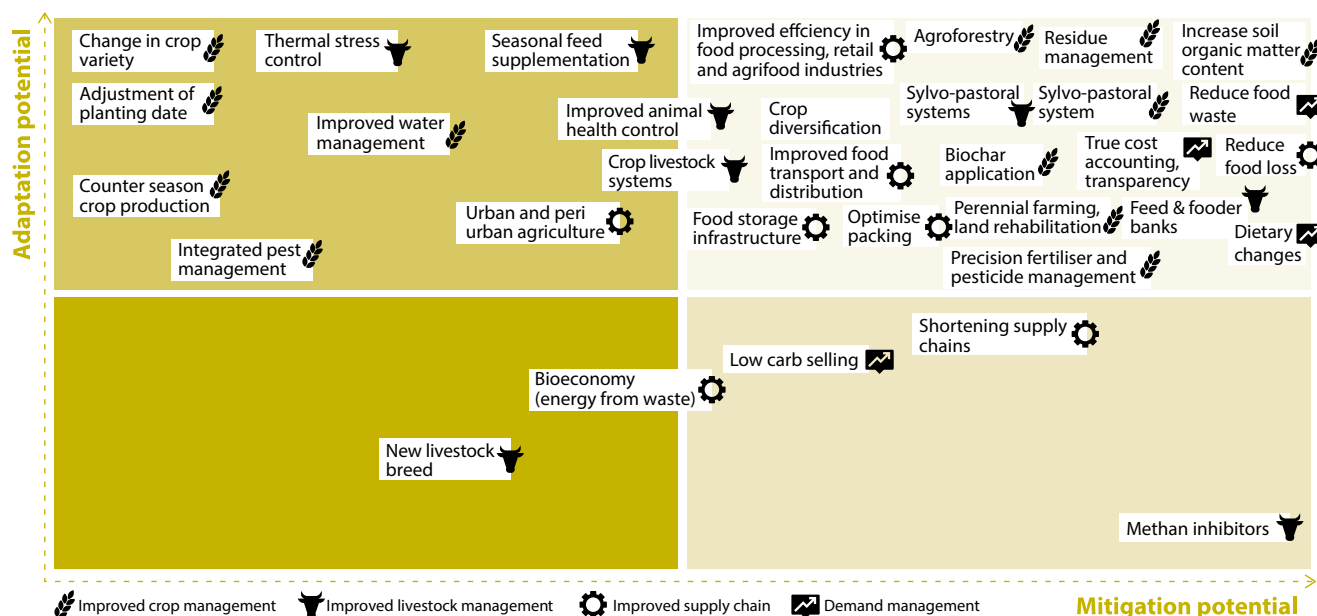 Adaptation potential
Change in crop
variety
Thermal stress
control
Seasonal feed
supplementation
Improved effciency in
food processing, retail
and agrifood industries
Agroforestry
Residue
management
Increase soil
organic matter
content
Adjustment of
planting date
Improved water
management
Improved animal
health control
Crop
diversification
Sylvo-pastoral
systems
Sylvo-pastoral
system
Reduce food
waste
Counter season
crop production
Crop livestock
systems
Improved food
transport and
distribution
Biochar
application
True cost
accounting,
transparency
Reduce
food loss
Urban and peri
urban agriculture
Food storage
infrastructure
Optimise
packing
Perennial farming,
land rehabilitation
Feed & fooder
banks
Dietary
changes
Integrated pest
management
Precision fertiliser and
pesticide management
Shortening supply
chains
Low carb selling
Bioeconomy
(energy from waste)
New livestock
breed
Methan inhibitors
Improved crop management
Improved livestock management
Improved supply chain
Demand management
Mitigation potential